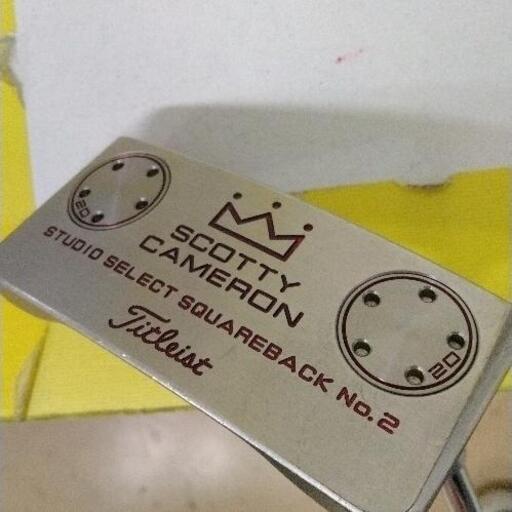 20
SCOTTY
CAMERON
STUDIO SELECT SQUAREBACK No.2
Titleist
20